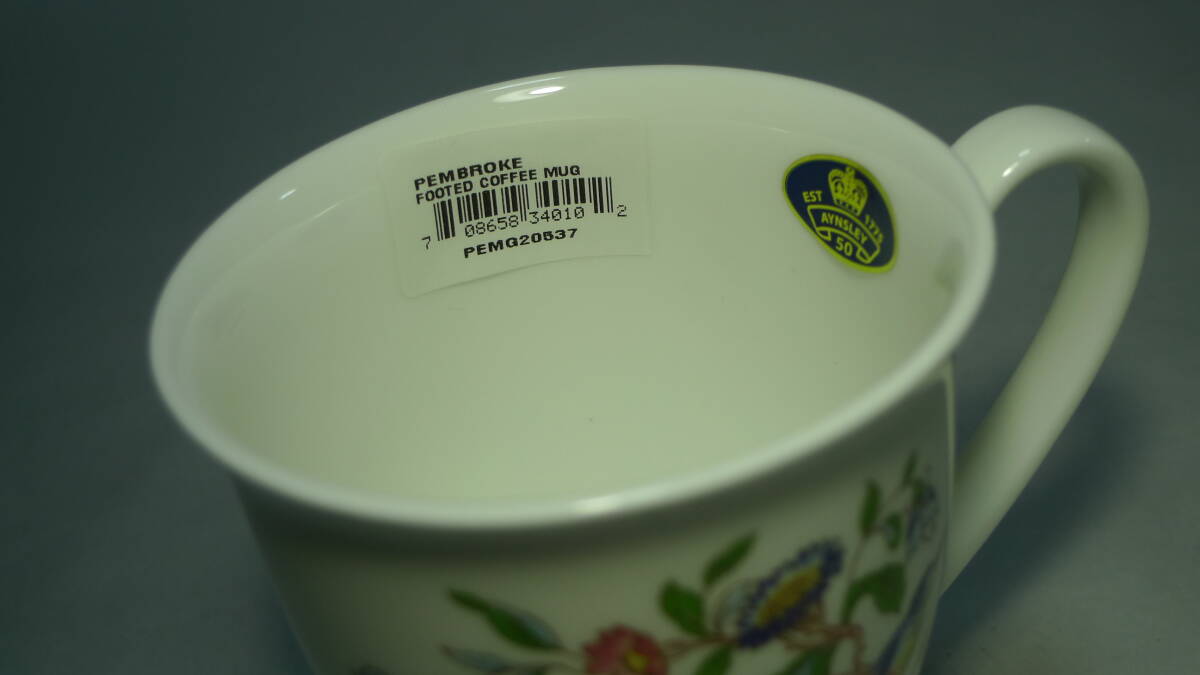 PEMBROKE
FOOTED COFFEE MUG
7 08658 34010 2
PEMG20537
EST 1775
AYNSLEY
50